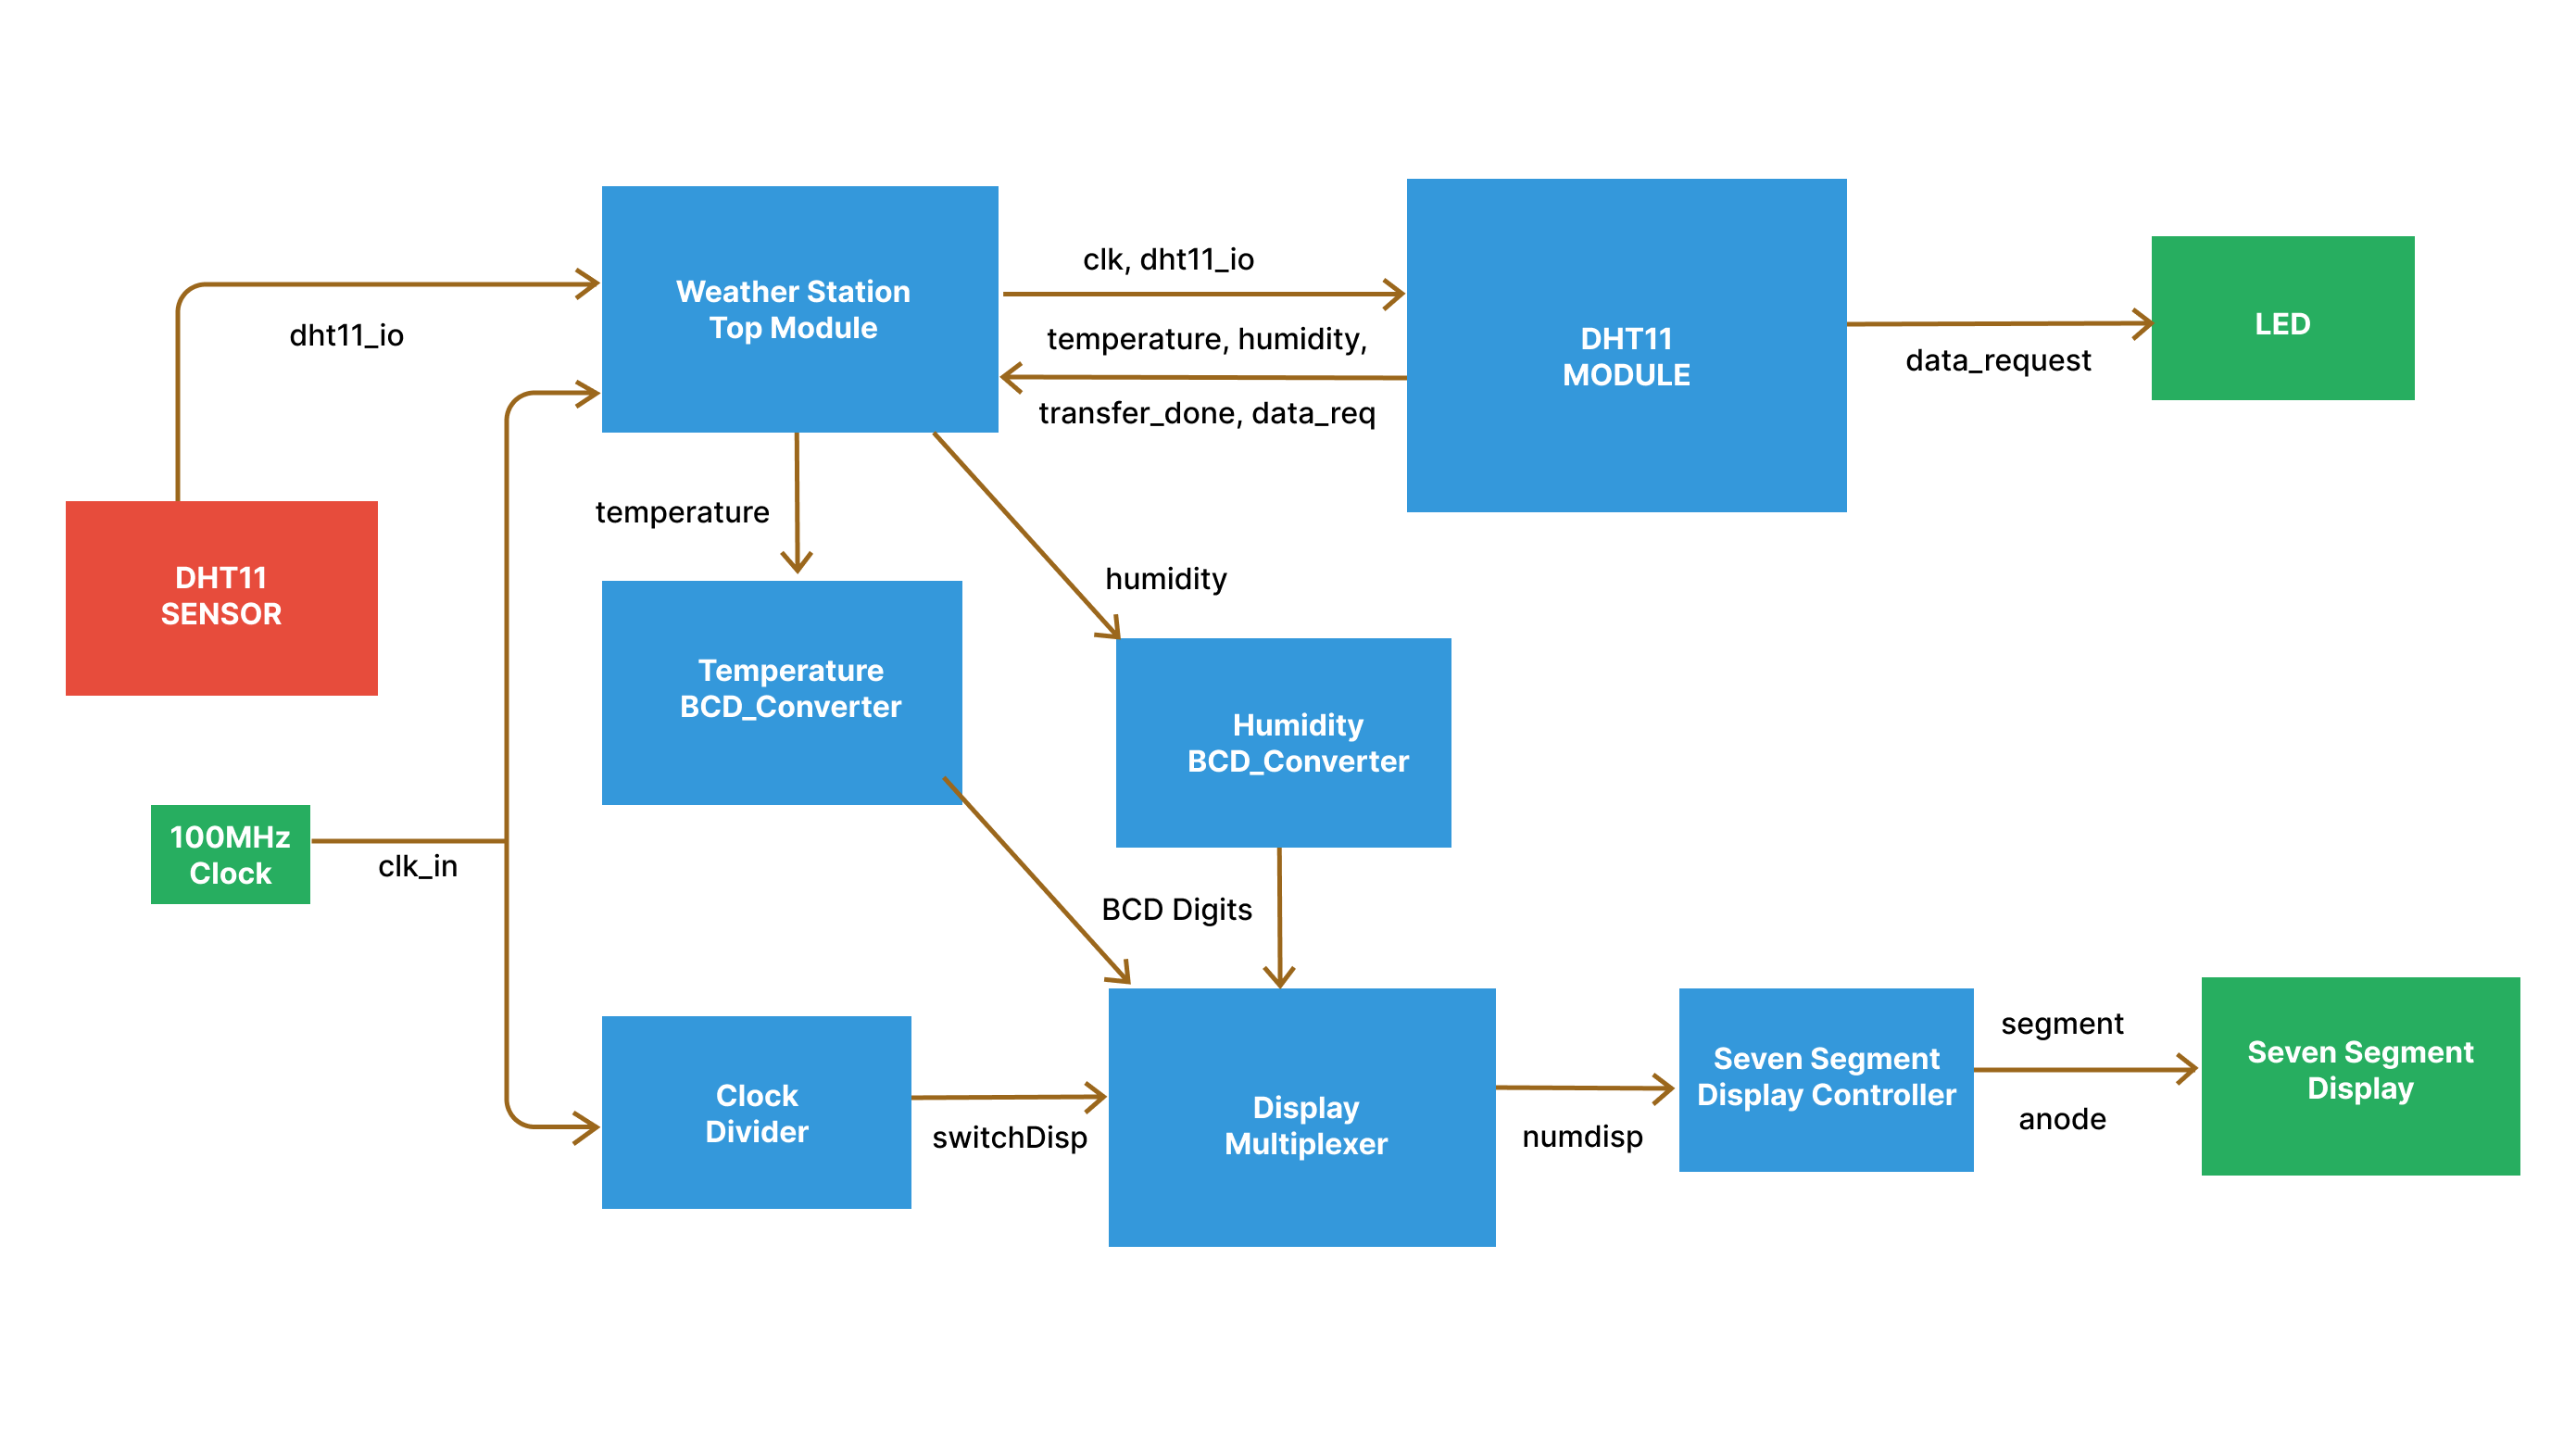 Weather Station
Top Module
clk, dht11_io
temperature, humidity,
transfer_done, data_req
DHT11
MODULE
data_request
LED
dht11_io
DHT11
SENSOR
temperature
humidity
Temperature
BCD_Converter
Humidity
BCD_Converter
100MHz
Clock
clk_in
BCD Digits
Clock
Divider
switchDisp
Display
Multiplexer
numdisp
Seven Segment
Display Controller
segment
anode
Seven Segment
Display